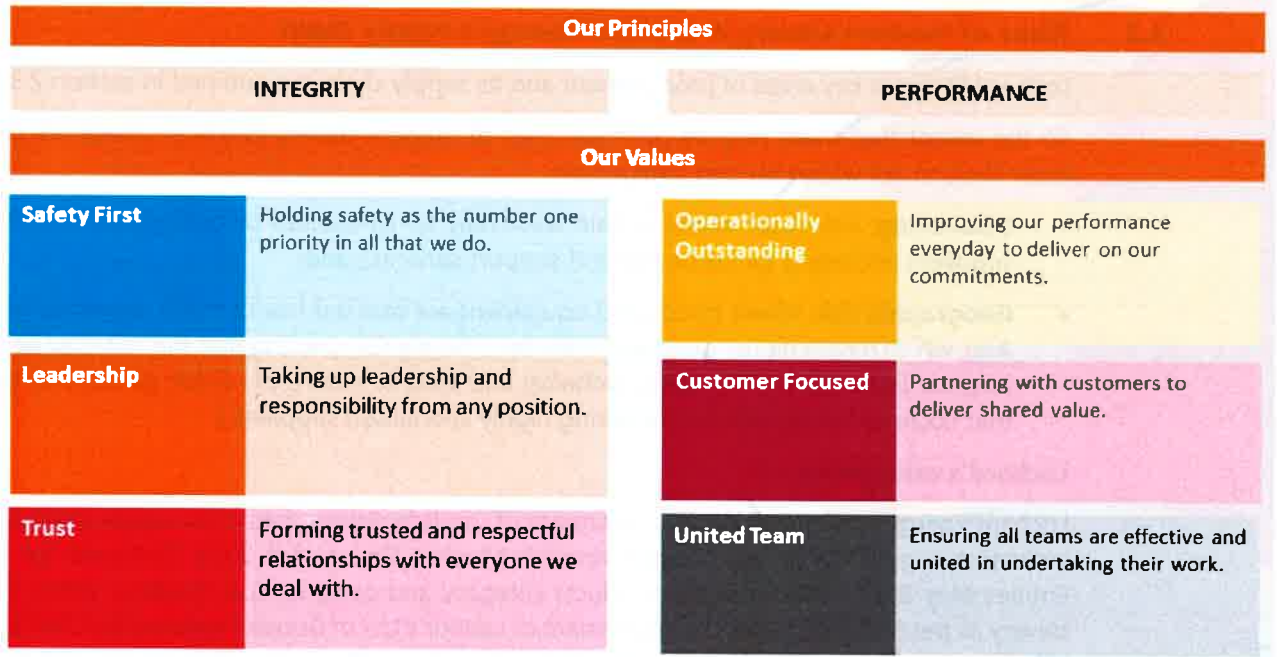 Our Principles
INTEGRITY
PERFORMANCE
Our Values
Safety First
Holding safety as the number one
priority in all that we do.
Operationally
Outstanding
Improving our performance
everyday to deliver on our
commitments.
Leadership
Taking up leadership and
responsibility from any position.
Customer Focused
Partnering with customers to
deliver shared value.
Trust
Forming trusted and respectful
relationships with everyone we
deal with.
United Team
Ensuring all teams are effective and
united in undertaking their work.